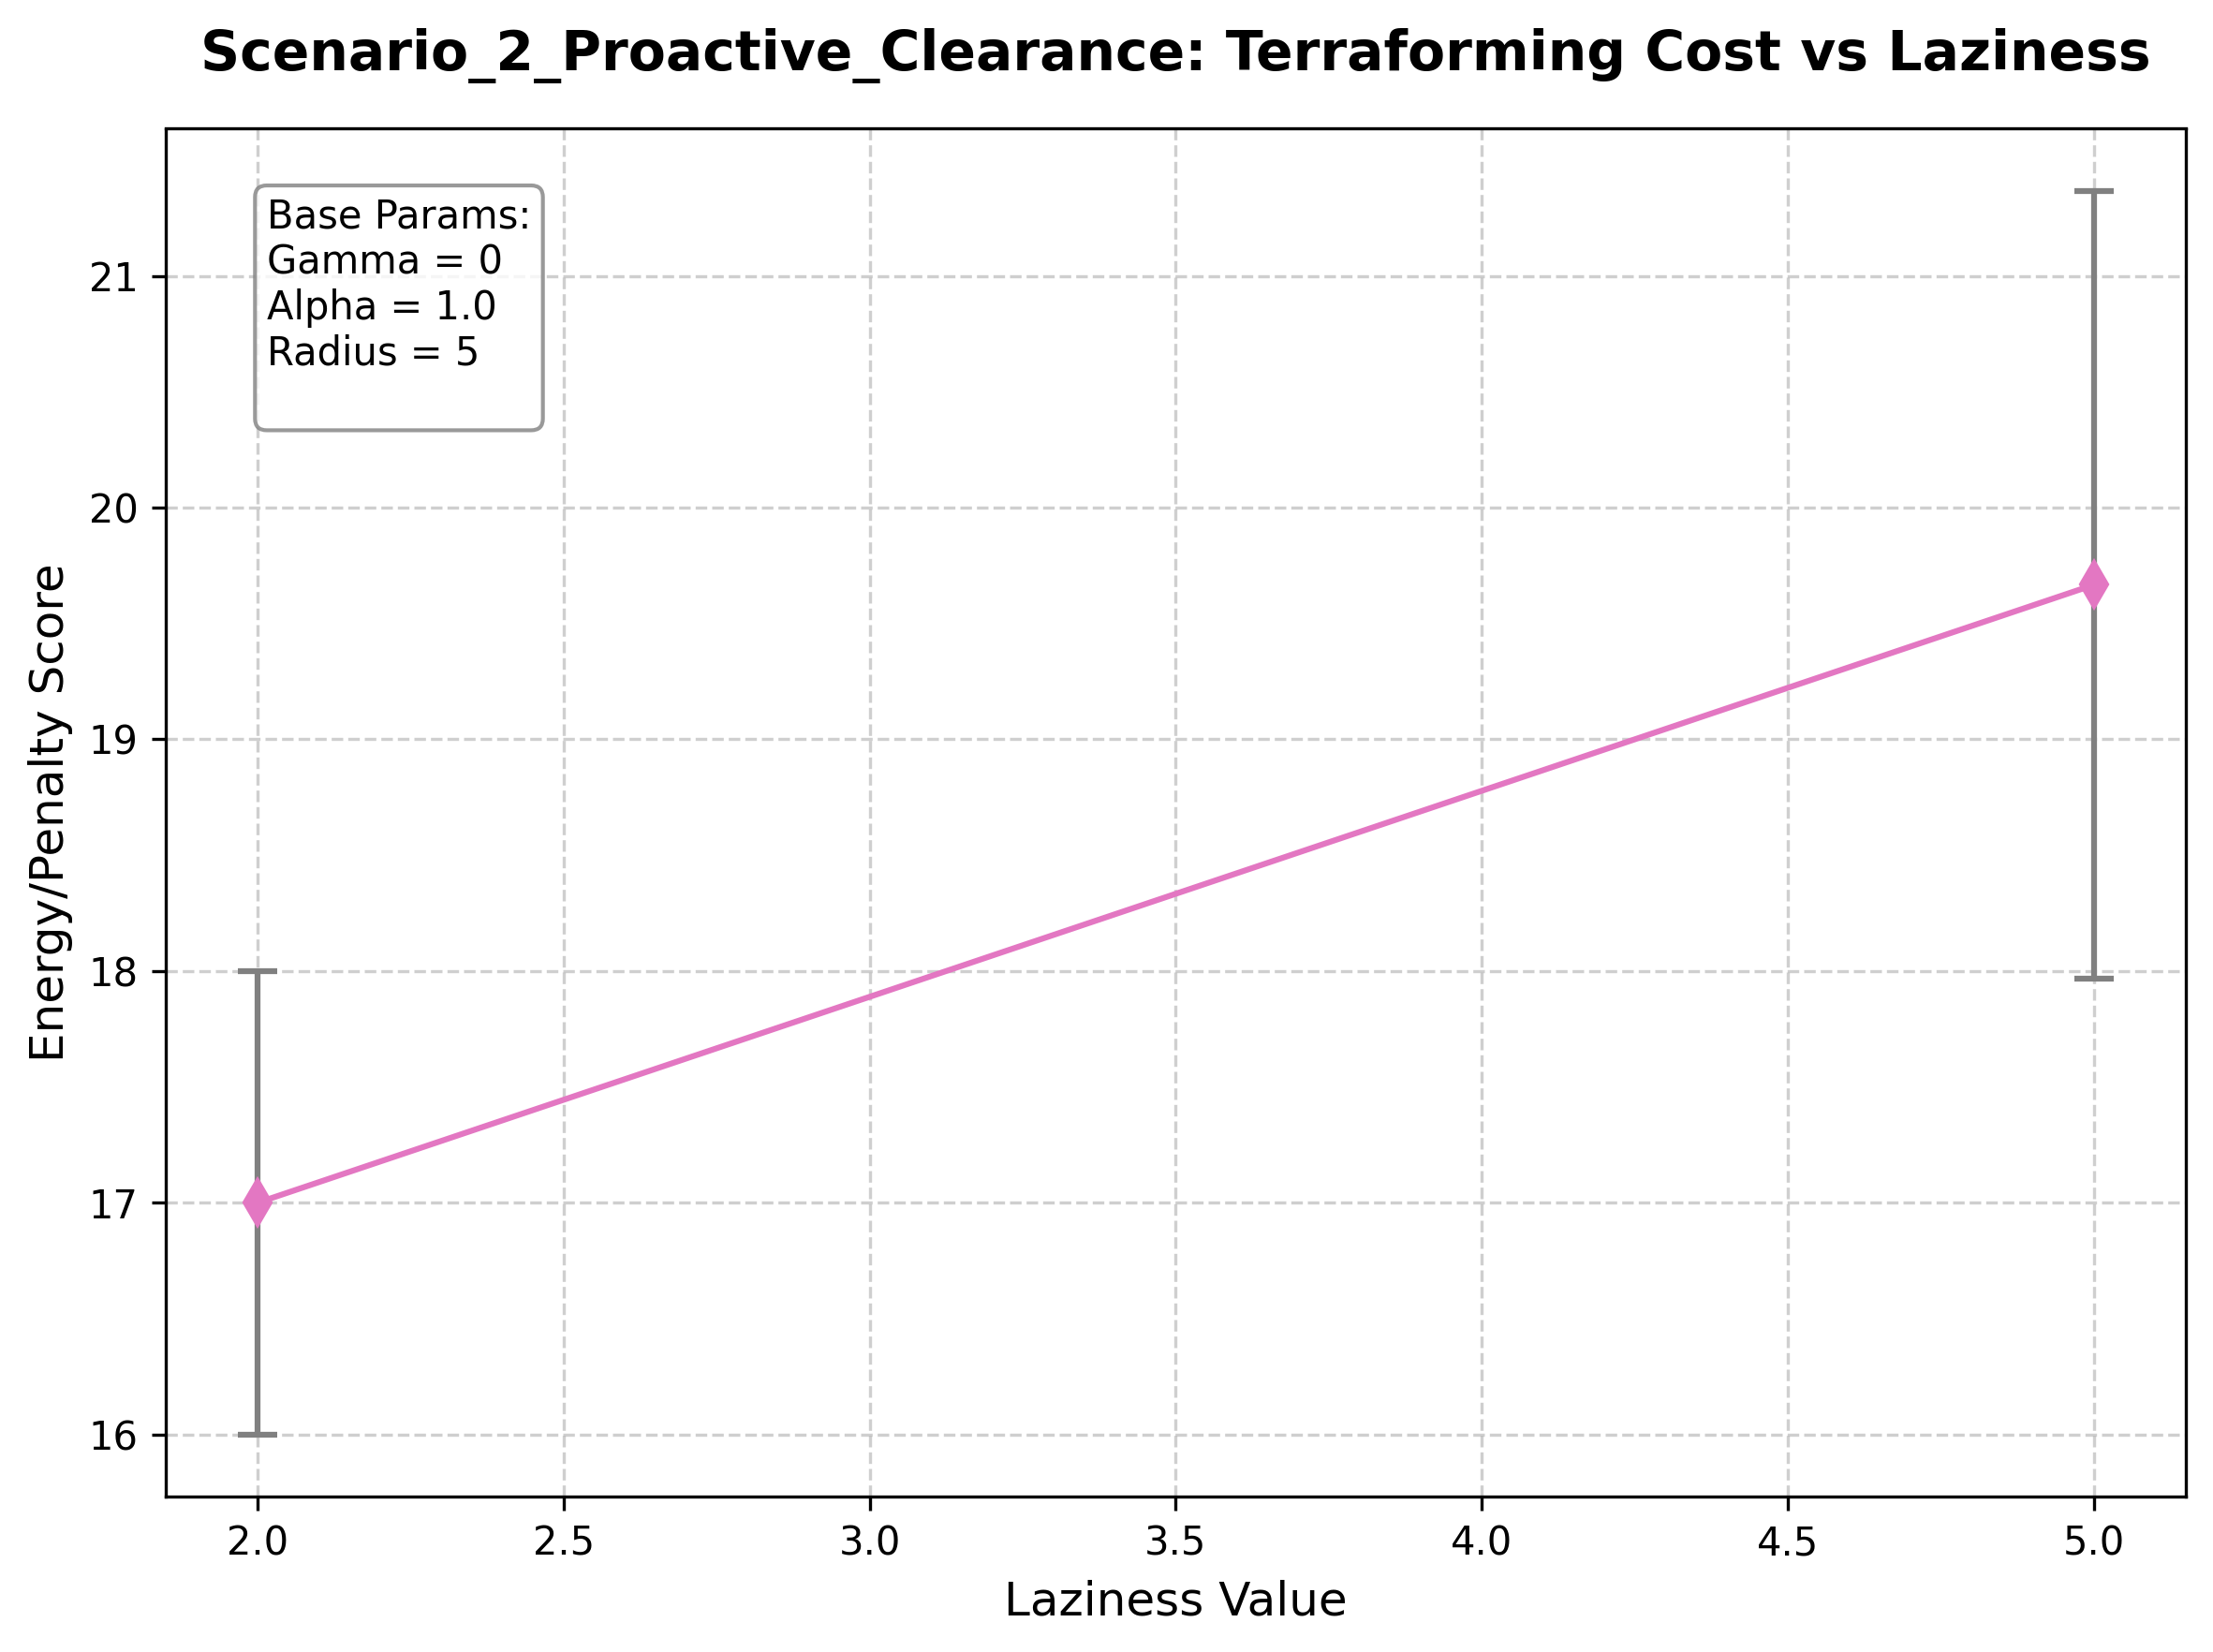 Scenario_2_Proactive_Clearance: Terraforming Cost vs Laziness
Base Params:
Gamma = 0
Alpha = 1.0
Radius = 5
21
20
19
18
17
16
Energy/Penalty Score
2.0 2.5 3.0 3.5 4.0 4.5 5.0
Laziness Value